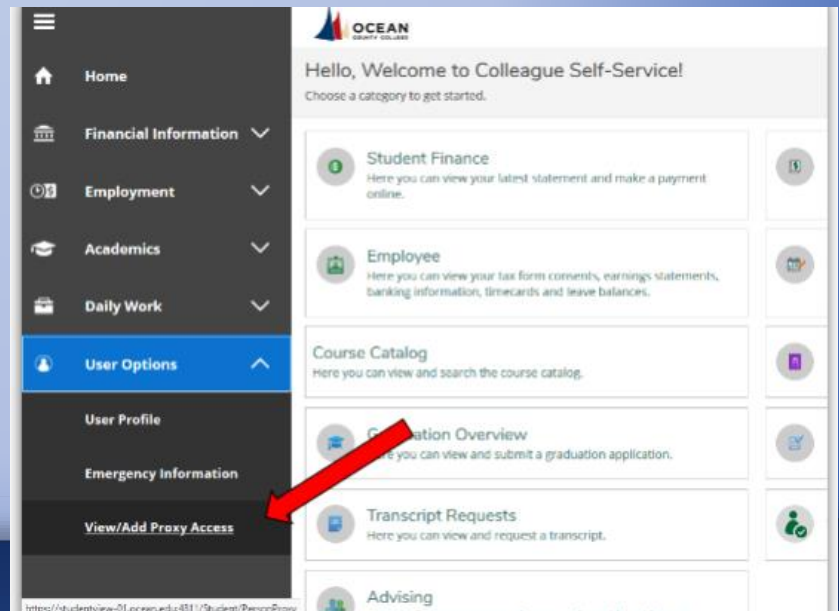 OCEAN
COUNTY COLLEGE
Home
Financial Information
Employment
Academics
Daily Work
User Options
User Profile
Emergency Information
View/Add Proxy Access
Hello, Welcome to Colleague Self-Service!
Choose a category to get started.
Student Finance
Here you can view your latest statement and make a payment
online.
Employee
Here you can view your tax form consents, earnings statements,
banking information, timecards and leave balances.
Course Catalog
Here you can view and search the course catalog.
Overview
you can view and submit a graduation application.
Transcript Requests
Here you can view and request a transcript.
Advising